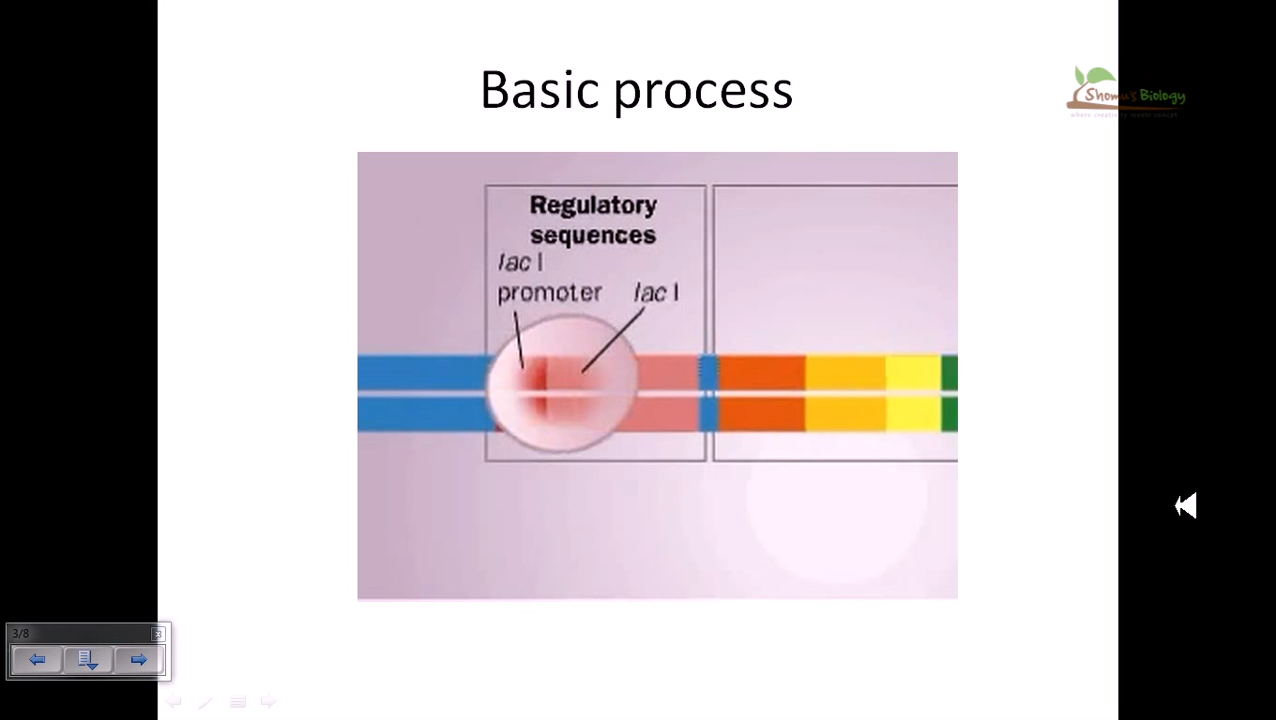 Basic process
Shomu's Biology
where creativity meets concept
Regulatory
sequences
lac I
promoter lac I
3/8